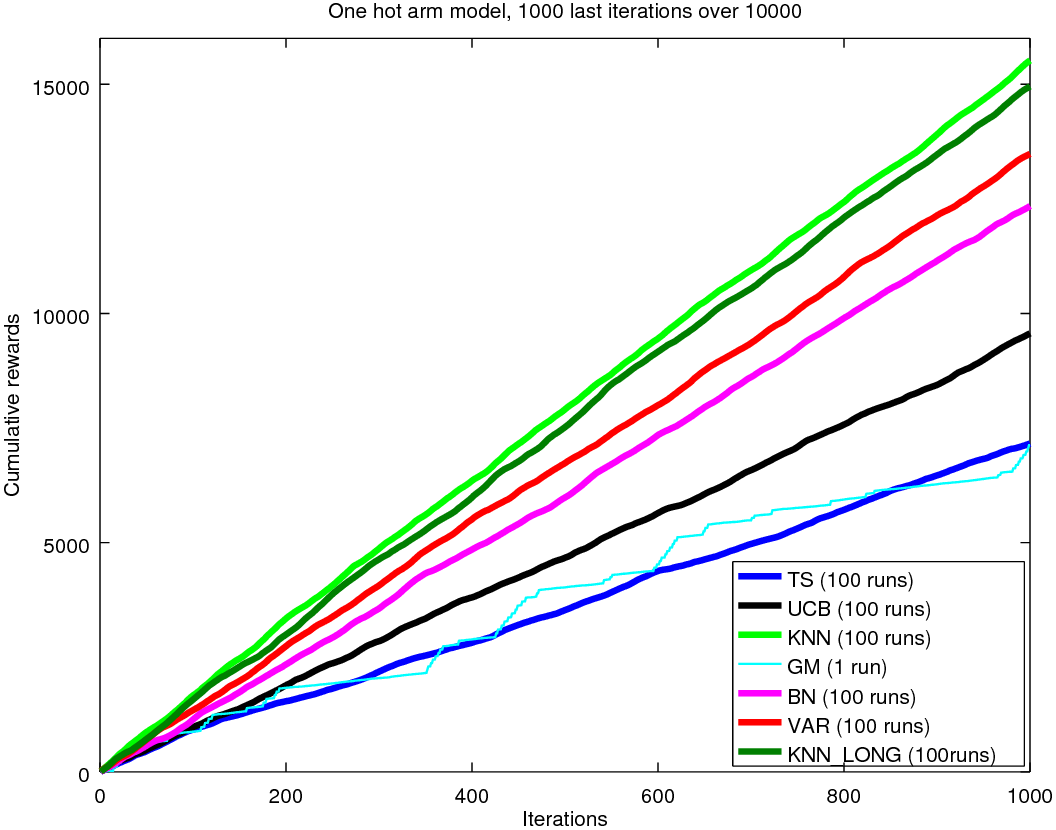 One hot arm model, 1000 last iterations over 10000
Cumulative rewards
15000
10000
5000
0
0 200 400 600 800 1000
Iterations
TS (100 runs)
UCB (100 runs)
KNN (100 runs)
GM (1 run)
BN (100 runs)
VAR (100 runs)
KNN_LONG (100runs)